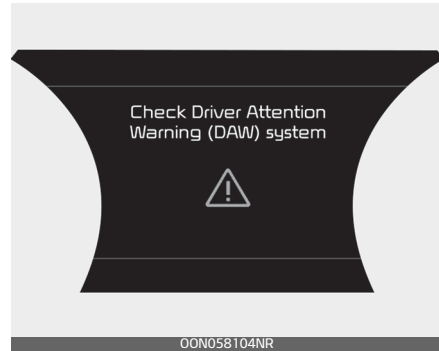 Check Driver Attention
Warning (DAW) system
OON058104NR